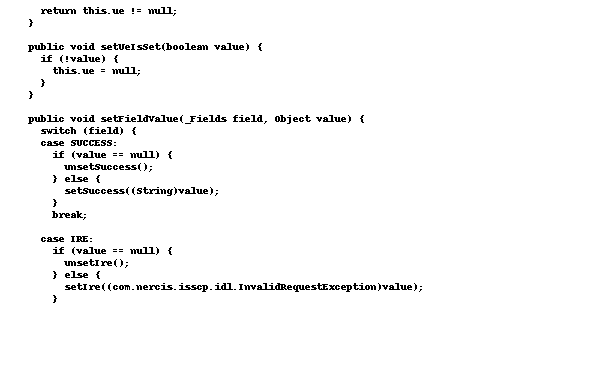 return this.ue != null;
  }

  public void setUeIsSet(boolean value) {
    if (!value) {
      this.ue = null;
    }
  }

  public void setFieldValue(_Fields field, Object value) {
    switch (field) {
    case SUCCESS:
      if (value == null) {
        unsetSuccess();
      } else {
        setSuccess((String)value);
      }
      break;

    case IRE:
      if (value == null) {
        unsetIre();
      } else {
        setIre((com.nercis.isscp.idl.InvalidRequestException)value);
      }